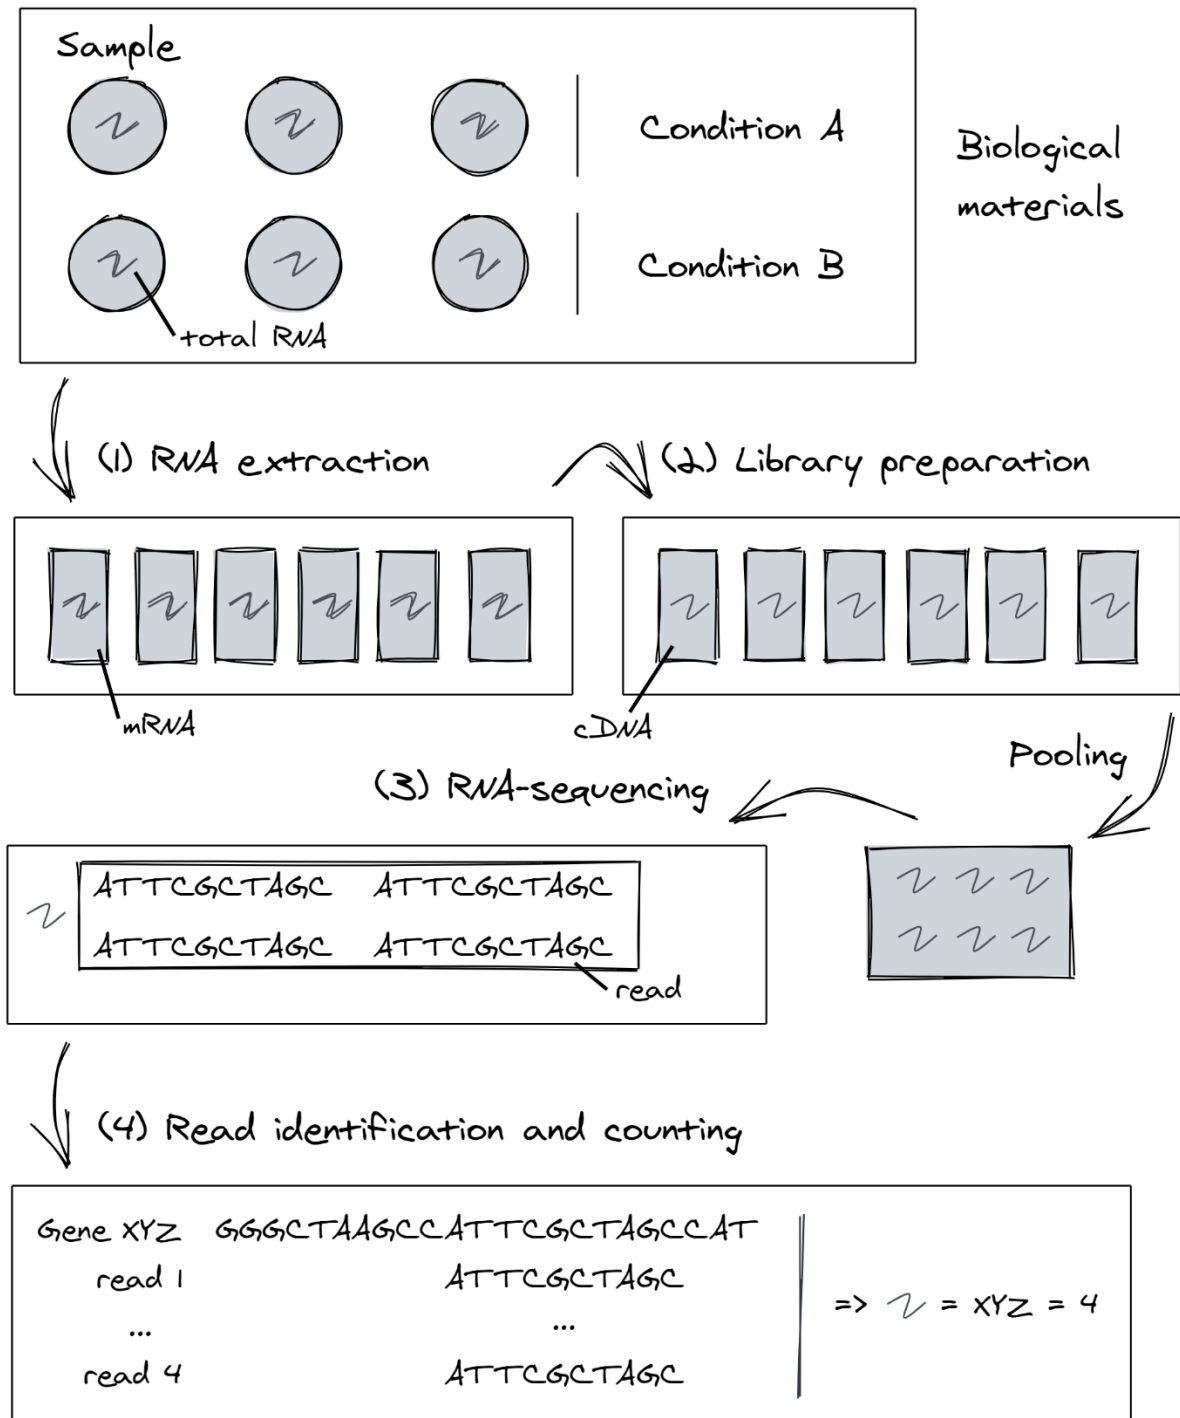 Sample
Condition A
Biological
materials
Condition B
total RNA
(1) RNA extraction
(2) Library preparation
mRNA
cDNA
Pooling
(3) RNA-sequencing
ATTCGCTAGC ATTCGCTAGC
ATTCGCTAGC ATTCGCTAGC
read
(4) Read identification and counting
Gene XYZ GGGCTAAGCCATTCGCTAGCCAT
read 1 ATTCGCTAGC
... ...
=> = XYZ = 4
read 4 ATTCGCTAGC